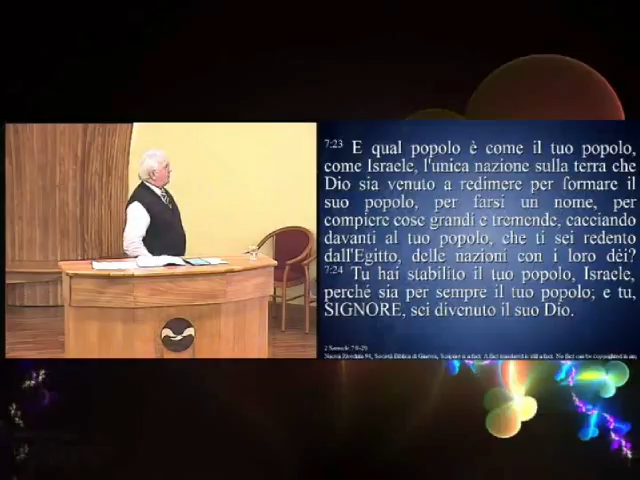 7:23 E qual popolo è come il tuo popolo,
come Israele, l'unica nazione sulla terra che
Dio sia venuto a redimere per formare il
suo popolo, per farsi un nome, per
compiere cose grandi e tremende, cacciando
davanti al tuo popolo, che ti sei redento
dall'Egitto, delle nazioni con i loro dèi?
7:24 Tu hai stabilito il tuo popolo, Israele,
perché sia per sempre il tuo popolo; e tu,
SIGNORE, sei divenuto il suo Dio.
2 Samuele 7:9-29
Nuova Riveduta 94, Società Biblica di Ginevra,